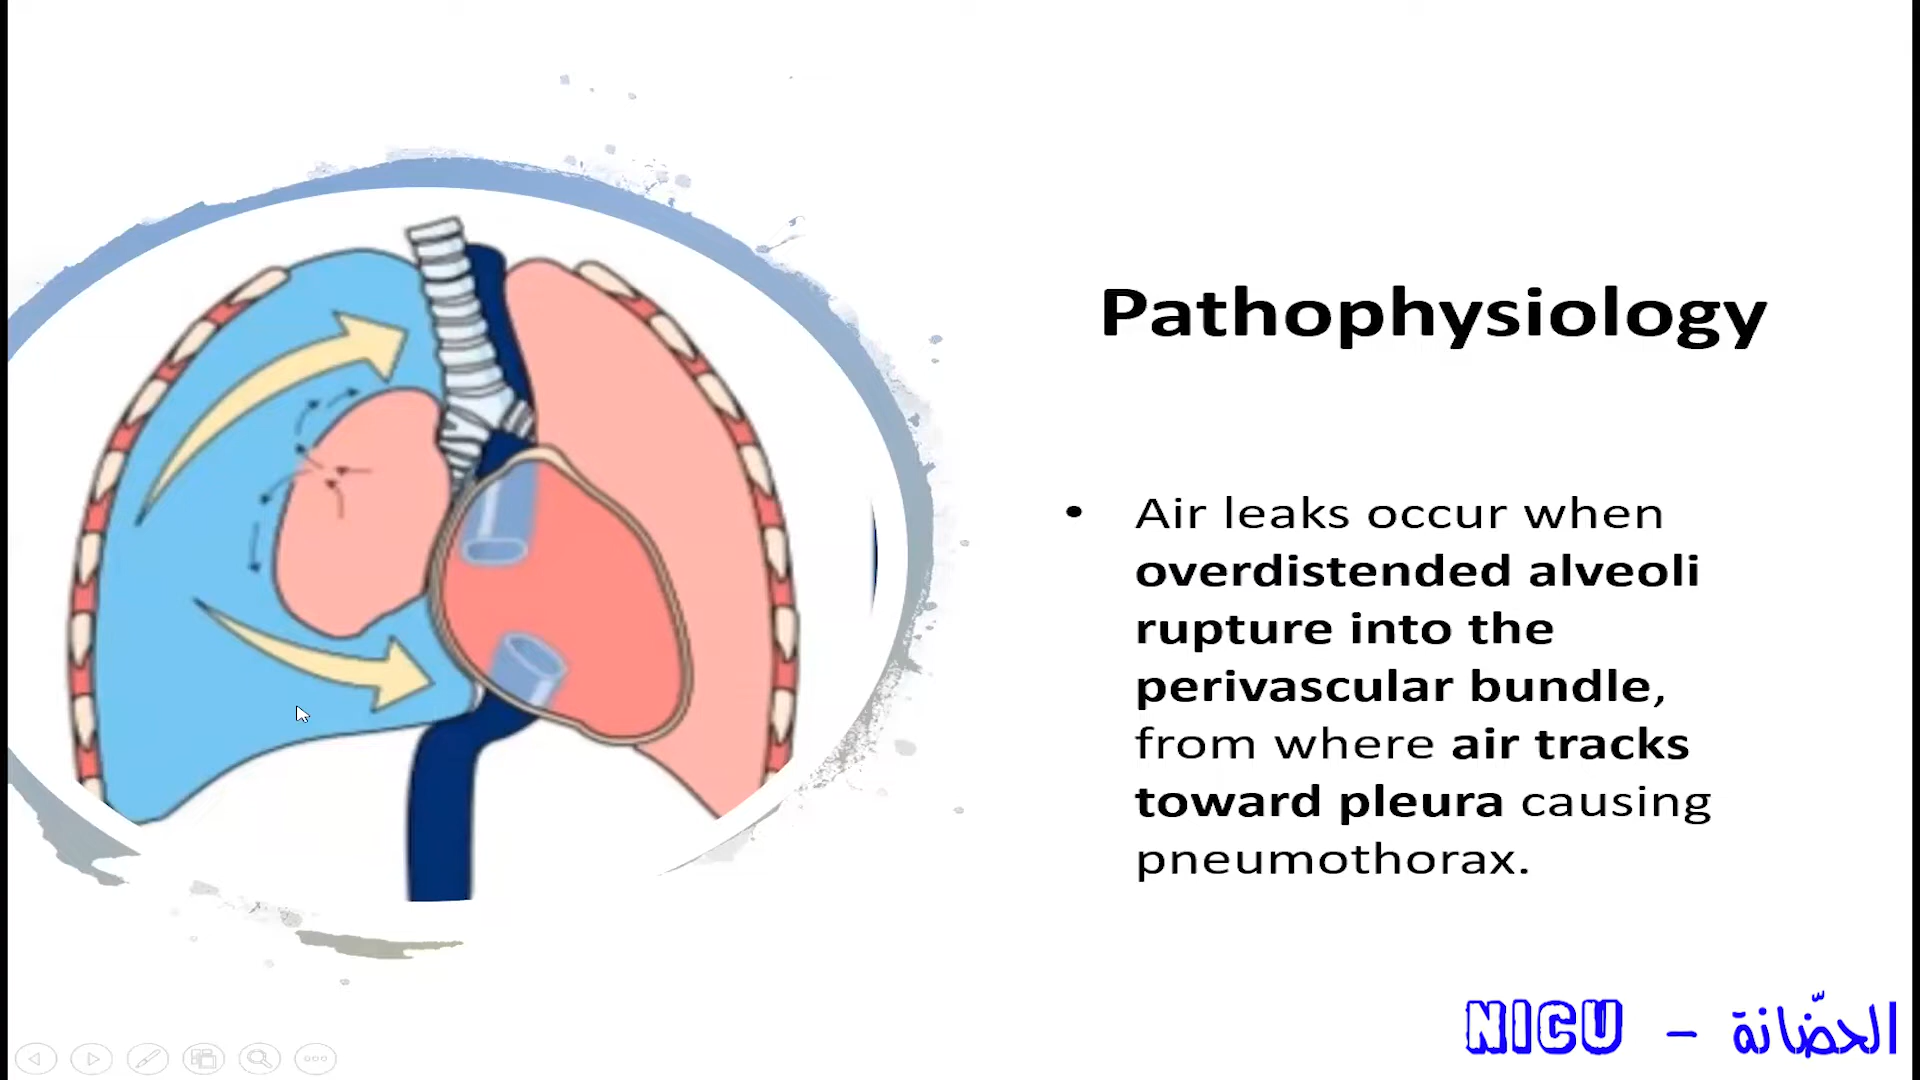 Pathophysiology
• Air leaks occur when
overdistended alveoli
rupture into the
perivascular bundle,
from where air tracks
toward pleura causing
pneumothorax.
NICU – الحضّانة